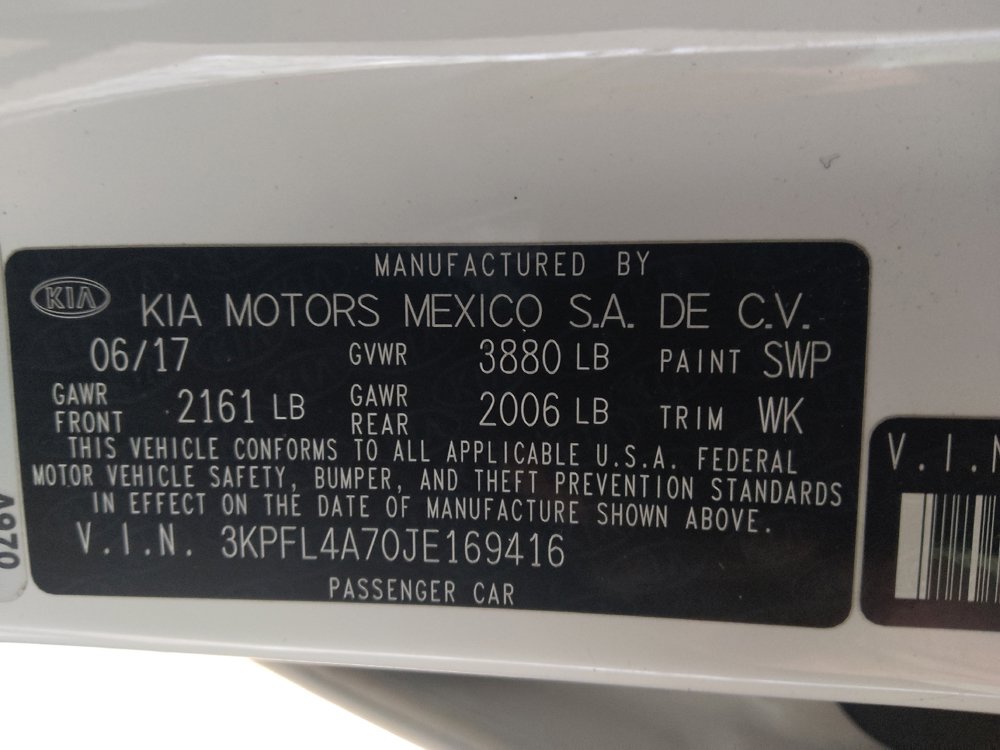 MANUFACTURED BY
KIA
KIA MOTORS MEXICO S.A. DE C.V.
06/17 GVWR 3880 LB PAINT SWP
GAWR FRONT 2161 LB GAWR REAR 2006 LB TRIM WK
THIS VEHICLE CONFORMS TO ALL APPLICABLE U.S.A. FEDERAL
MOTOR VEHICLE SAFETY, BUMPER, AND THEFT PREVENTION STANDARDS
IN EFFECT ON THE DATE OF MANUFACTURE SHOWN ABOVE.
V.I.N. 3KPFL4A70JE169416
PASSENGER CAR
V.I.N
A970